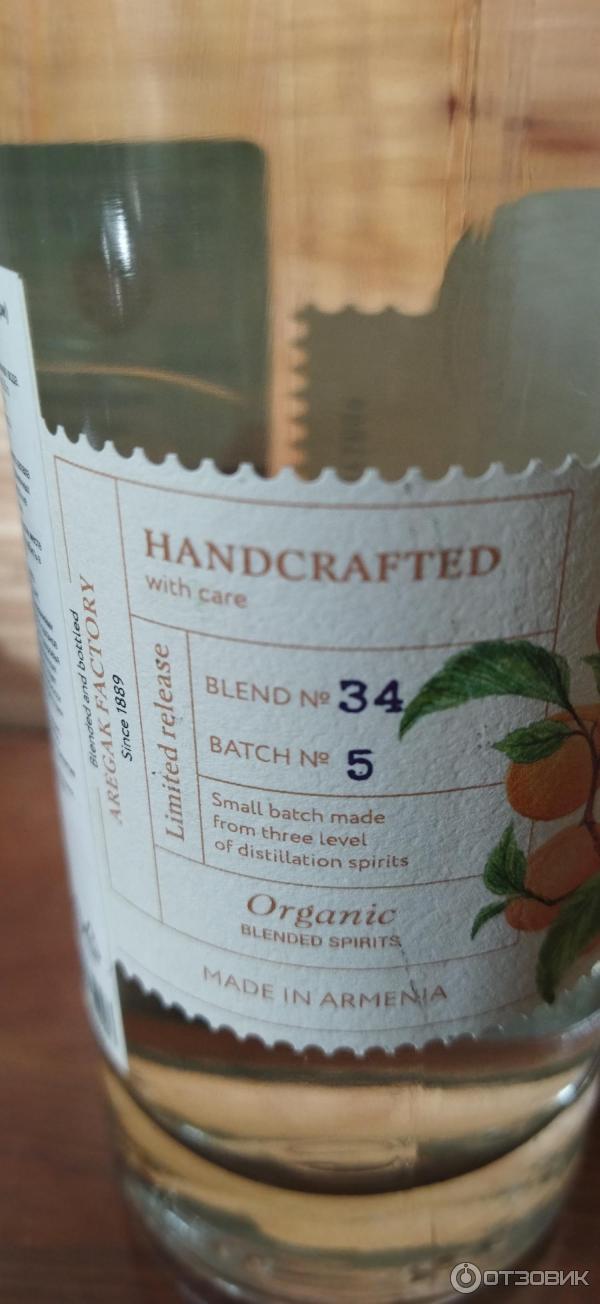 HANDCRAFTED
with care
Blended and bottled
AREGAK FACTORY
Since 1889
Limited release
BLEND № 34
BATCH № 5
Small batch made
from three level
of distillation spirits
Organic
BLENDED SPIRITS
MADE IN ARMENIA
ОТЗОВИК